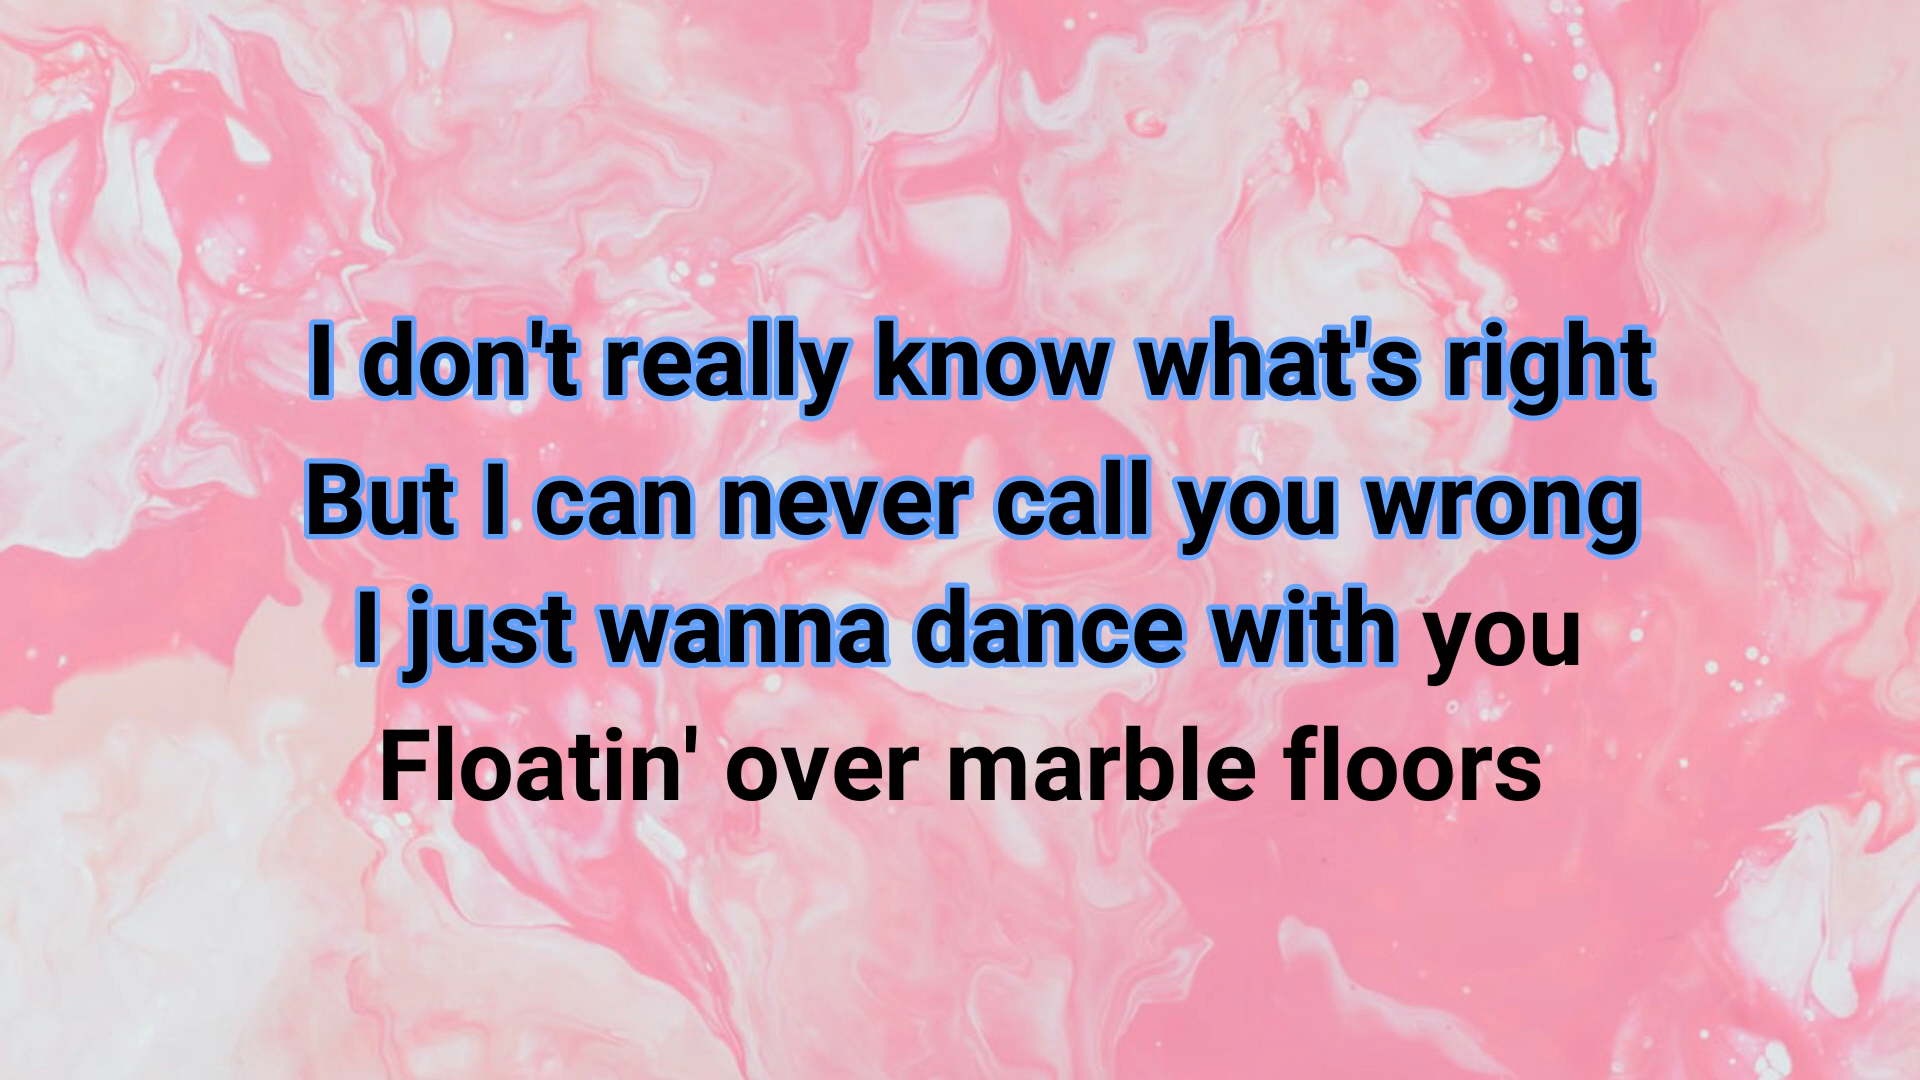 I don't really know what's right
But I can never call you wrong
I just wanna dance with you
Floatin' over marble floors